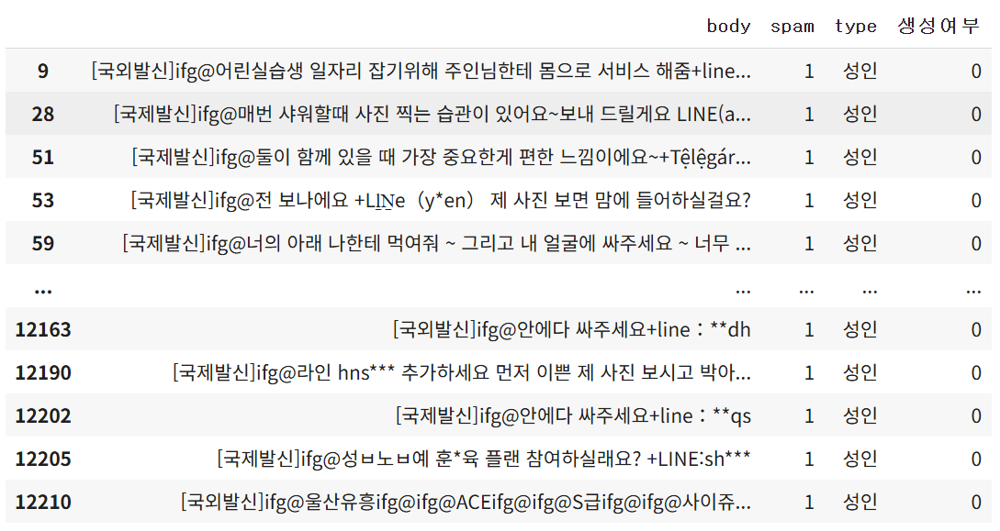 body spam type 생성여부
9 [국외발신]ifg@어린실습생 일자리 잡기위해 주인님한테 몸으로 서비스 해줌+line... 1 성인 0
28 [국제발신]ifg@매번 샤워할때 사진 찍는 습관이 있어요~보내 드릴게요 LINE(a... 1 성인 0
51 [국제발신]ifg@둘이 함께 있을 때 가장 중요한게 편한 느낌이에요~+Tệlệgár... 1 성인 0
53 [국제발신]ifg@전 보나에요 +LI̲N̲e（y*en） 제 사진 보면 맘에 들어하실걸요? 1 성인 0
59 [국제발신]ifg@너의 아래 나한테 먹여줘 ~ 그리고 내 얼굴에 싸주세요 ~ 너무 ... 1 성인 0
... ... ... ... ...
12163 [국외발신]ifg@안에다 싸주세요+line：**dh 1 성인 0
12190 [국제발신]ifg@라인 hns*** 추가하세요 먼저 이쁜 제 사진 보시고 박아... 1 성인 0
12202 [국제발신]ifg@안에다 싸주세요+line：**qs 1 성인 0
12205 [국제발신]ifg@성ㅂ노ㅂ예 훈*육 플랜 참여하실래요? +LINE:sh*** 1 성인 0
12210 [국외발신]ifg@울산유흥ifg@ifg@ACEifg@ifg@S급ifg@ifg@사이쥬... 1 성인 0